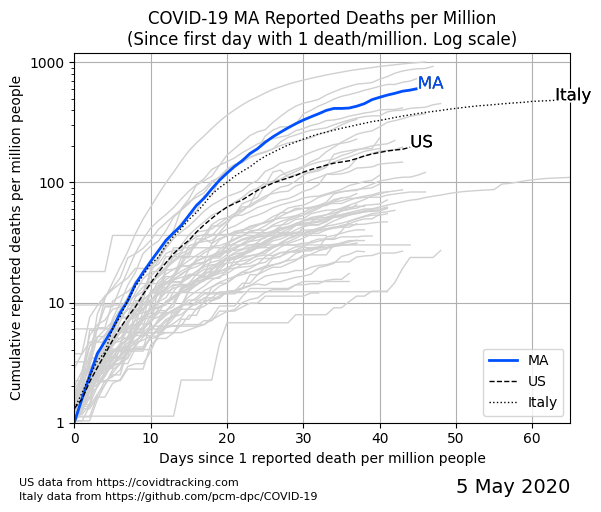 COVID-19 MA Reported Deaths per Million
(Since first day with 1 death/million. Log scale)
Cumulative reported deaths per million people
1000
100
10
1
MA
Italy
US
MA
US
Italy
0 10 20 30 40 50 60
Days since 1 reported death per million people
US data from https://covidtracking.com
Italy data from https://github.com/pcm-dpc/COVID-19
5 May 2020